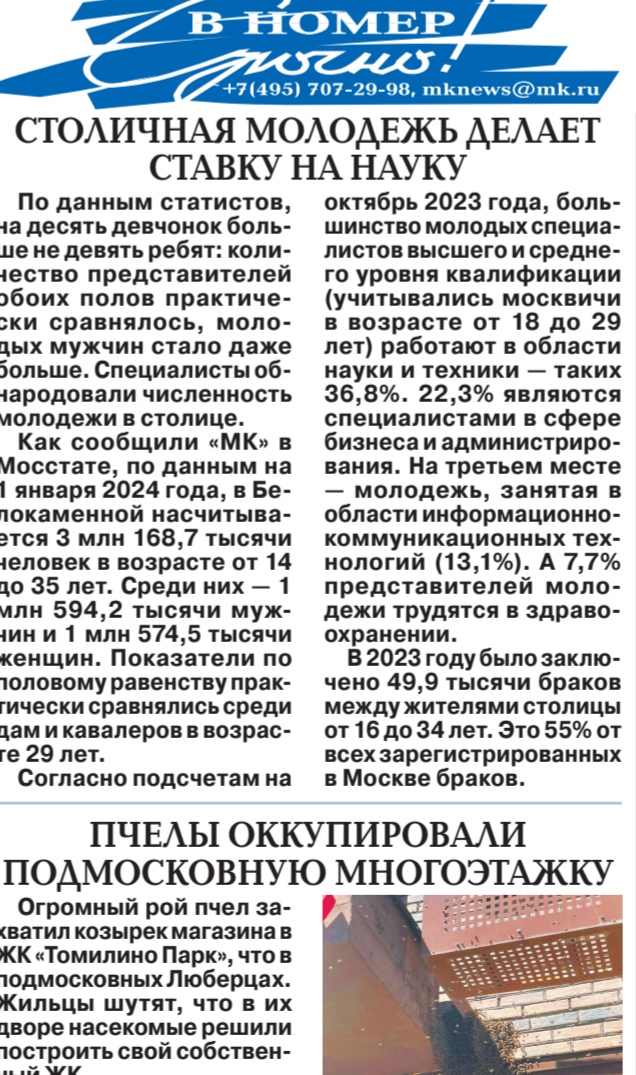 В НОМЕР
Срочно!
+7(495) 707-29-98, mknews@mk.ru
СТОЛИЧНАЯ МОЛОДЕЖЬ ДЕЛАЕТ
СТАВКУ НА НАУКУ
По данным статистов,
на десять девчонок боль-
ше не девять ребят: коли-
чество представителей
обоих полов практиче-
ски сравнялось, моло-
дых мужчин стало даже
больше. Специалисты об-
народовали численность
молодежи в столице.
Как сообщили «МК» в
Мосстате, по данным на
1 января 2024 года, в Бе-
локаменной насчитыва-
ется 3 млн 168,7 тысячи
человек в возрасте от 14
до 35 лет. Среди них — 1
млн 594,2 тысячи муж-
чин и 1 млн 574,5 тысячи
женщин. Показатели по
половому равенству прак-
тически сравнялись среди
дам и кавалеров в возрас-
те 29 лет.
Согласно подсчетам на
октябрь 2023 года, боль-
шинство молодых специа-
листов высшего и средне-
го уровня квалификации
(учитывались москвичи
в возрасте от 18 до 29
лет) работают в области
науки и техники — таких
36,8%. 22,3% являются
специалистами в сфере
бизнеса и администриро-
вания. На третьем месте
— молодежь, занятая в
области информационно-
коммуникационных тех-
нологий (13,1%). А 7,7%
представителей моло-
дежи трудятся в здраво-
охранении.
В 2023 году было заклю-
чено 49,9 тысячи браков
между жителями столицы
от 16 до 34 лет. Это 55% от
всех зарегистрированных
в Москве браков.
ПЧЕЛЫ ОККУПИРОВАЛИ
ПОДМОСКОВНУЮ МНОГОЭТАЖКУ
Огромный рой пчел за-
хватил козырек магазина в
ЖК «Томилино Парк», что в
подмосковных Люберцах.
Жильцы шутят, что в их
дворе насекомые решили
построить свой собствен-
ный ЖК.